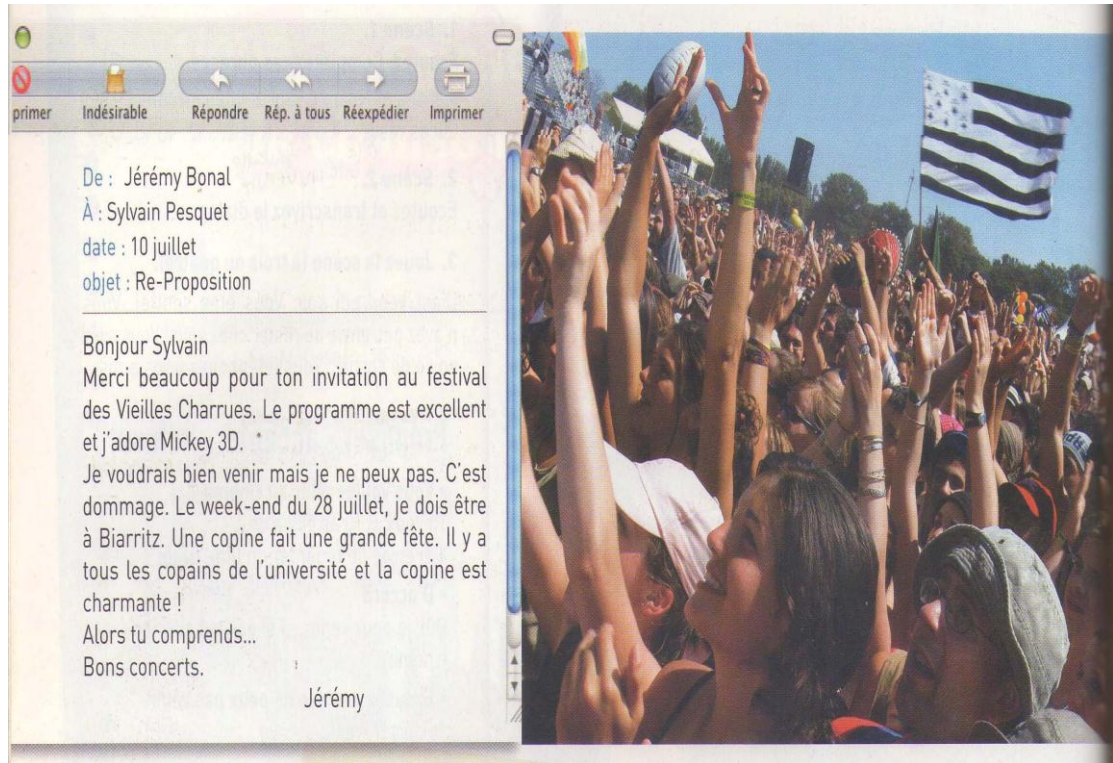 primer Indésirable Répondre Rép. à tous Réexpédier Imprimer
De : Jérémy Bonal
À : Sylvain Pesquet
date : 10 juillet
objet : Re-Proposition
Bonjour Sylvain
Merci beaucoup pour ton invitation au festival
des Vieilles Charrues. Le programme est excellent
et j'adore Mickey 3D.
Je voudrais bien venir mais je ne peux pas. C'est
dommage. Le week-end du 28 juillet, je dois être
à Biarritz. Une copine fait une grande fête. Il y a
tous les copains de l'université et la copine est
charmante !
Alors tu comprends...
Bons concerts.
Jérémy